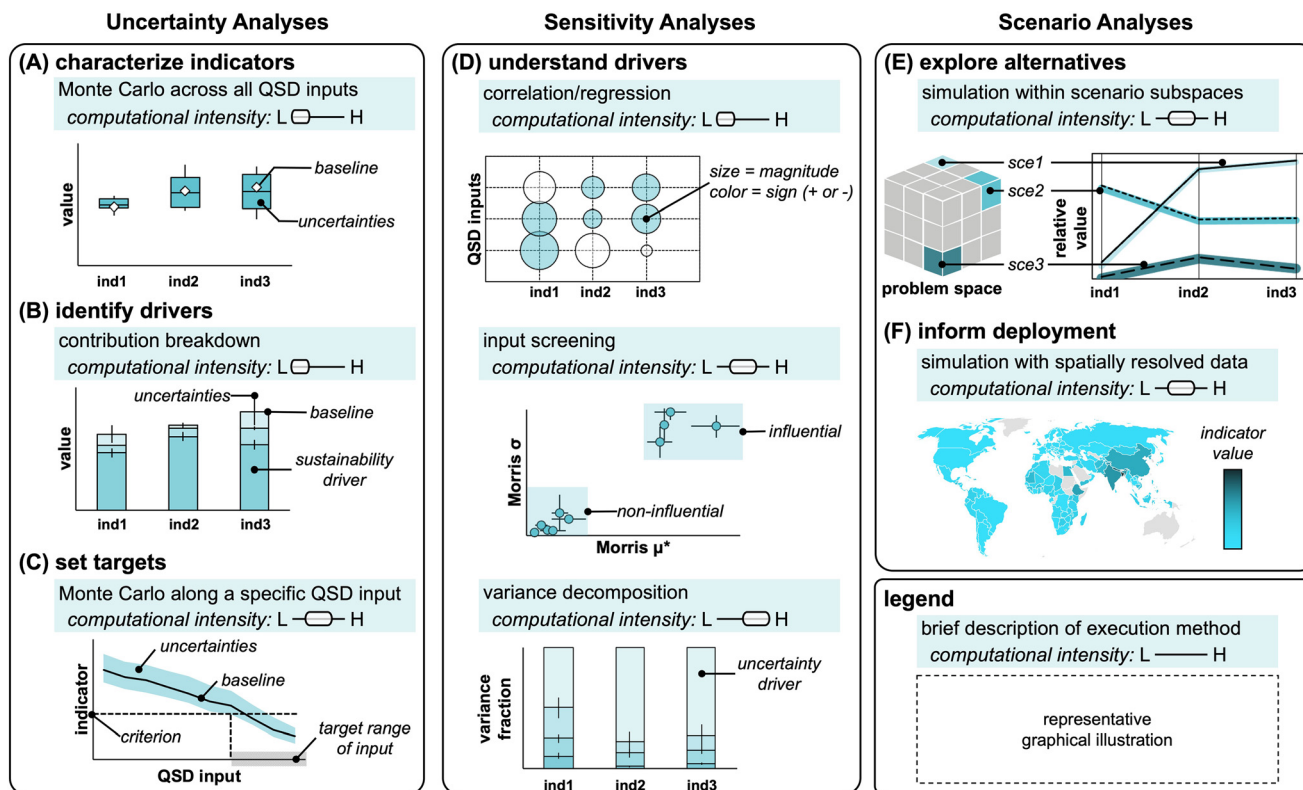 Uncertainty Analyses
(A) characterize indicators
Monte Carlo across all QSD inputs
computational intensity: L H
value
baseline
uncertainties
ind1 ind2 ind3
(B) identify drivers
contribution breakdown
computational intensity: L H
value
uncertainties
baseline
sustainability
driver
ind1 ind2 ind3
(C) set targets
Monte Carlo along a specific QSD input
computational intensity: L H
indicator
uncertainties
baseline
criterion
target range
of input
QSD input
Sensitivity Analyses
(D) understand drivers
correlation/regression
computational intensity: L H
QSD inputs
size = magnitude
color = sign (+ or -)
ind1 ind2 ind3
input screening
computational intensity: L H
Morris σ
influential
non-influential
Morris μ*
variance decomposition
computational intensity: L H
variance
fraction
uncertainty
driver
ind1 ind2 ind3
Scenario Analyses
(E) explore alternatives
simulation within scenario subspaces
computational intensity: L H
sce1
sce2
sce3
problem space
relative
value
ind1 ind2 ind3
(F) inform deployment
simulation with spatially resolved data
computational intensity: L H
indicator
value
legend
brief description of execution method
computational intensity: L H
representative
graphical illustration